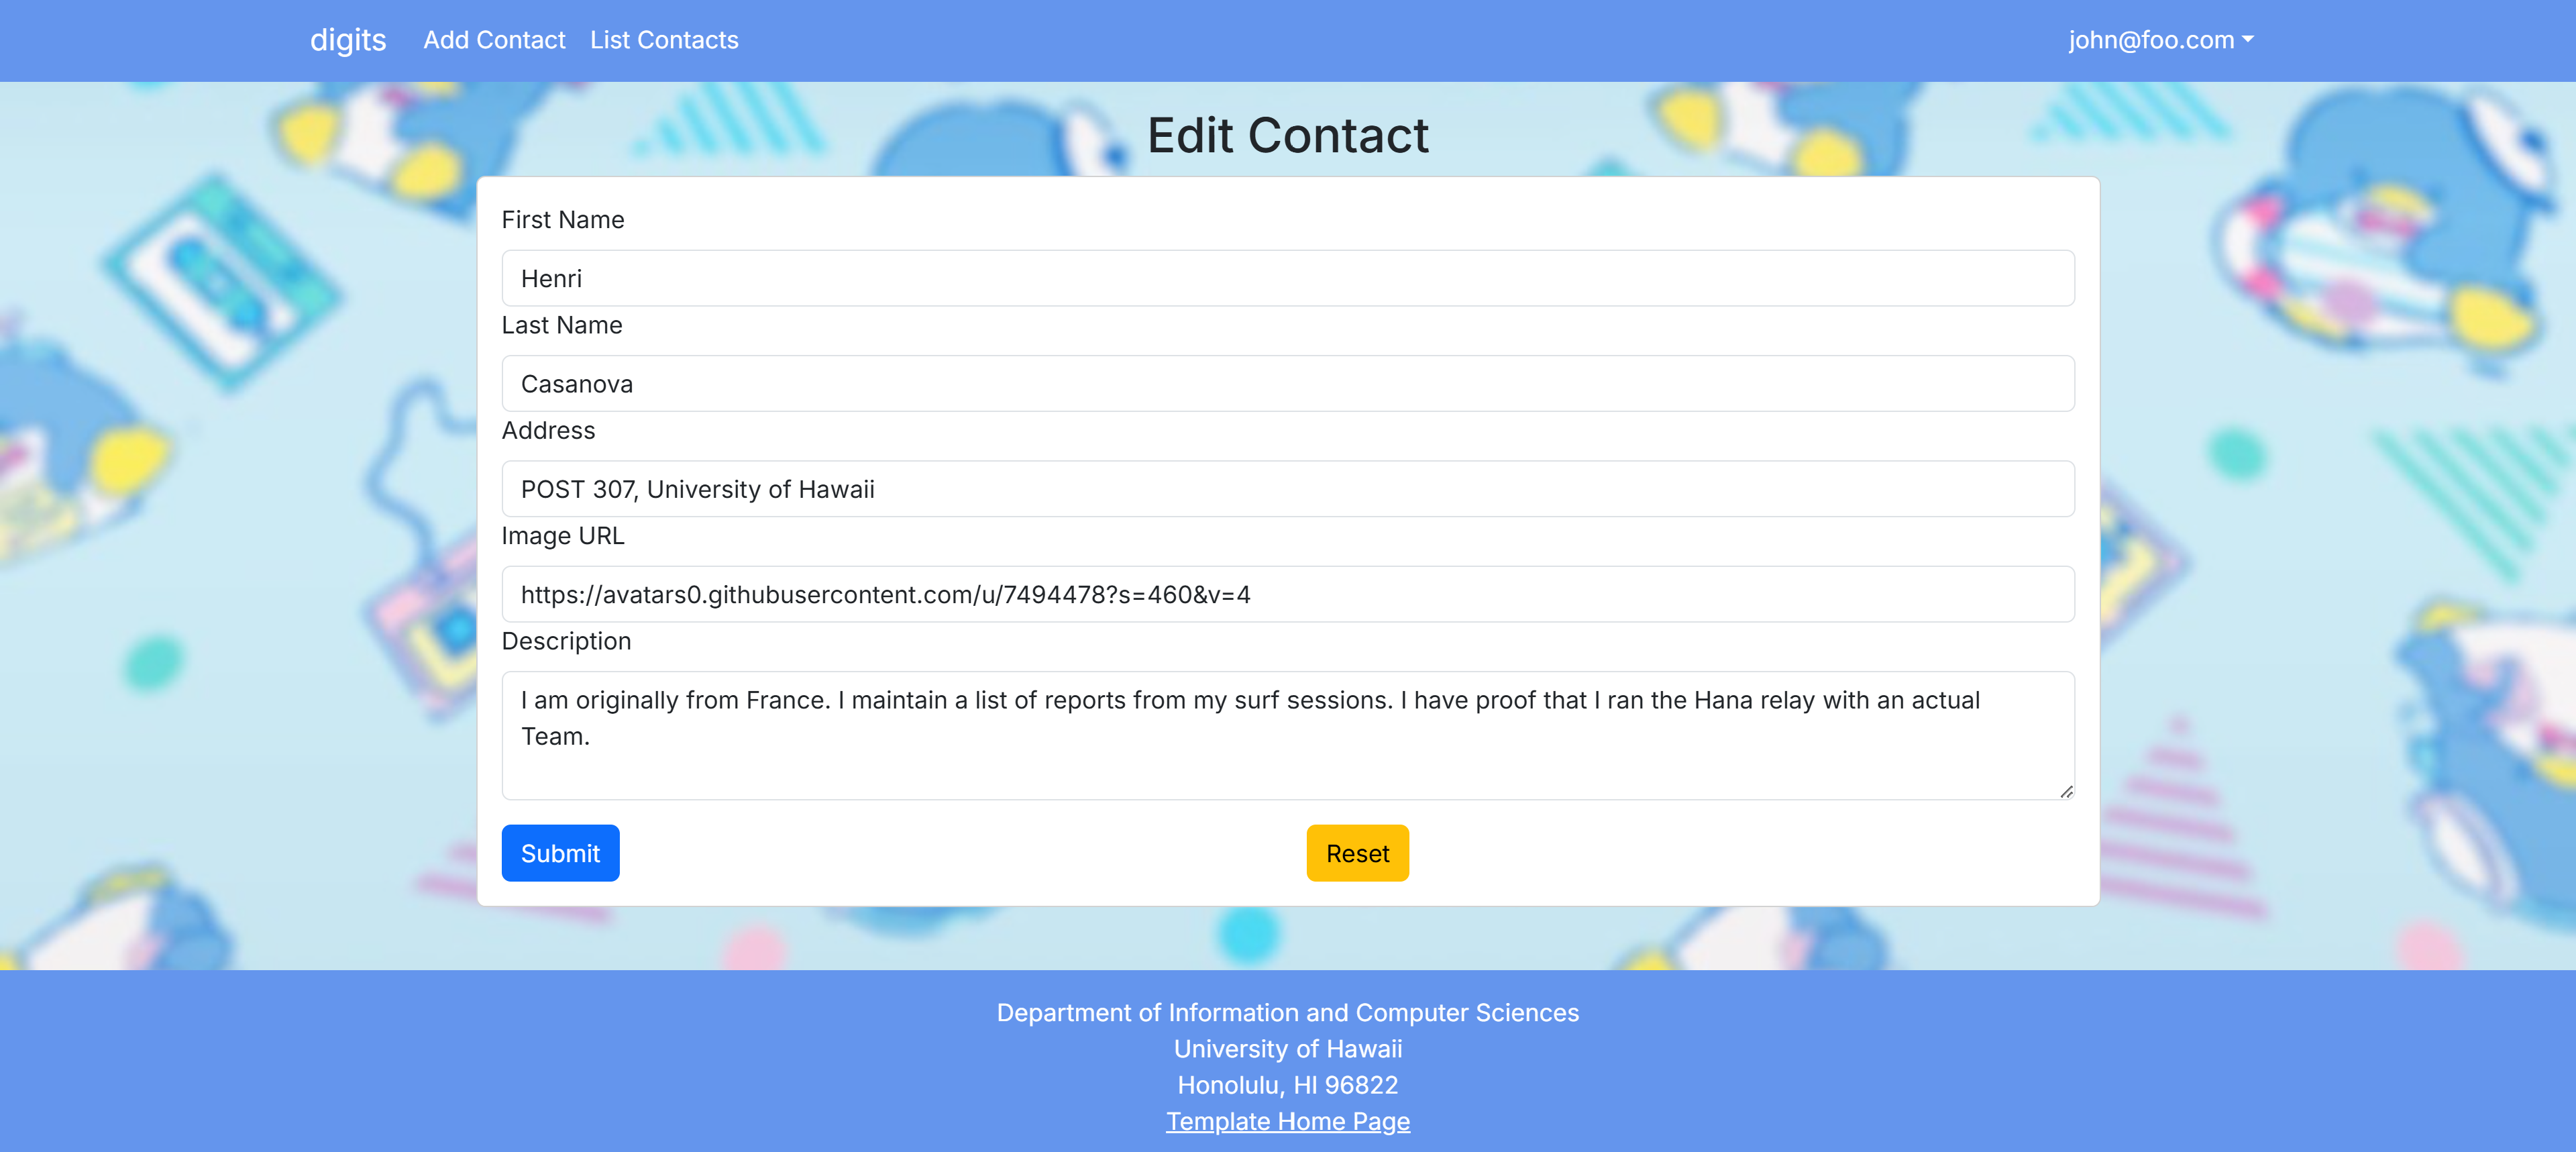 digits Add Contact List Contacts john@foo.com
Edit Contact
First Name
Henri
Last Name
Casanova
Address
POST 307, University of Hawaii
Image URL
https://avatars0.githubusercontent.com/u/7494478?s=460&v=4
Description
I am originally from France. I maintain a list of reports from my surf sessions. I have proof that I ran the Hana relay with an actual
Team.
Submit Reset
Department of Information and Computer Sciences
University of Hawaii
Honolulu, HI 96822
Template Home Page